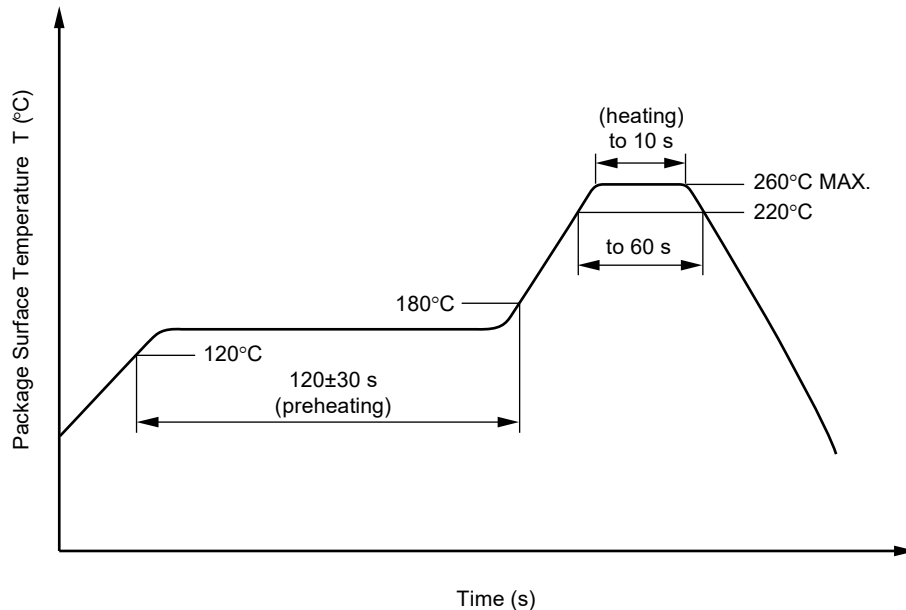 Package Surface Temperature T (°C)
(heating)
to 10 s
260°C MAX.
220°C
to 60 s
180°C
120°C
120±30 s
(preheating)
Time (s)